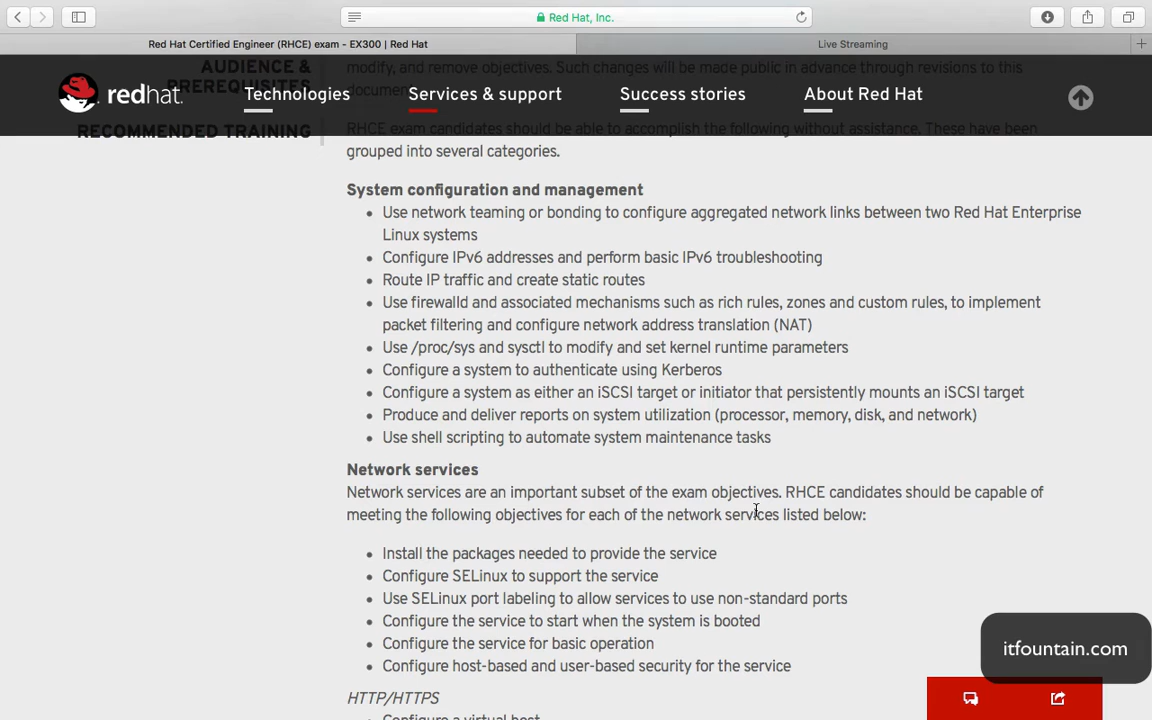 Red Hat, Inc.
Red Hat Certified Engineer (RHCE) exam - EX300 | Red Hat
Live Streaming
AUDIENCE &
PREREQUISITES
modify, and remove objectives. Such changes will be made public in advance through revisions to this
document.
redhat.
Technologies
Services & support
Success stories
About Red Hat
RECOMMENDED TRAINING
RHCE exam candidates should be able to accomplish the following without assistance. These have been
grouped into several categories.
System configuration and management
• Use network teaming or bonding to configure aggregated network links between two Red Hat Enterprise
Linux systems
• Configure IPv6 addresses and perform basic IPv6 troubleshooting
• Route IP traffic and create static routes
• Use firewalld and associated mechanisms such as rich rules, zones and custom rules, to implement
packet filtering and configure network address translation (NAT)
• Use /proc/sys and sysctl to modify and set kernel runtime parameters
• Configure a system to authenticate using Kerberos
• Configure a system as either an iSCSI target or initiator that persistently mounts an iSCSI target
• Produce and deliver reports on system utilization (processor, memory, disk, and network)
• Use shell scripting to automate system maintenance tasks
Network services
Network services are an important subset of the exam objectives. RHCE candidates should be capable of
meeting the following objectives for each of the network services listed below:
• Install the packages needed to provide the service
• Configure SELinux to support the service
• Use SELinux port labeling to allow services to use non-standard ports
• Configure the service to start when the system is booted
• Configure the service for basic operation
• Configure host-based and user-based security for the service
itfountain.com
HTTP/HTTPS
• Configure a virtual host